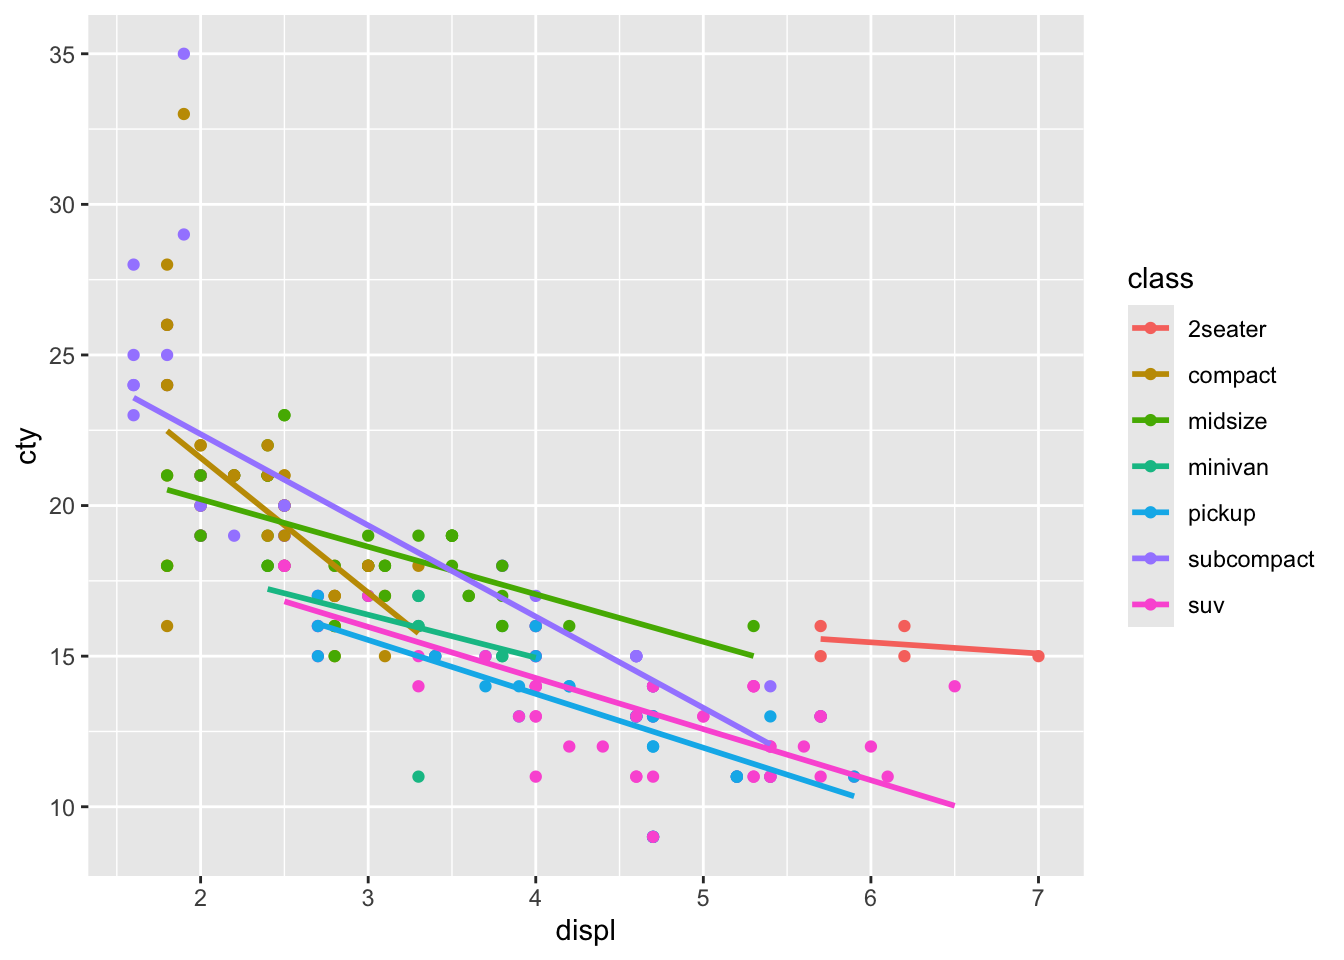 35
30
25
20
15
10
cty
2 3 4 5 6 7
displ
class
2seater
compact
midsize
minivan
pickup
subcompact
suv